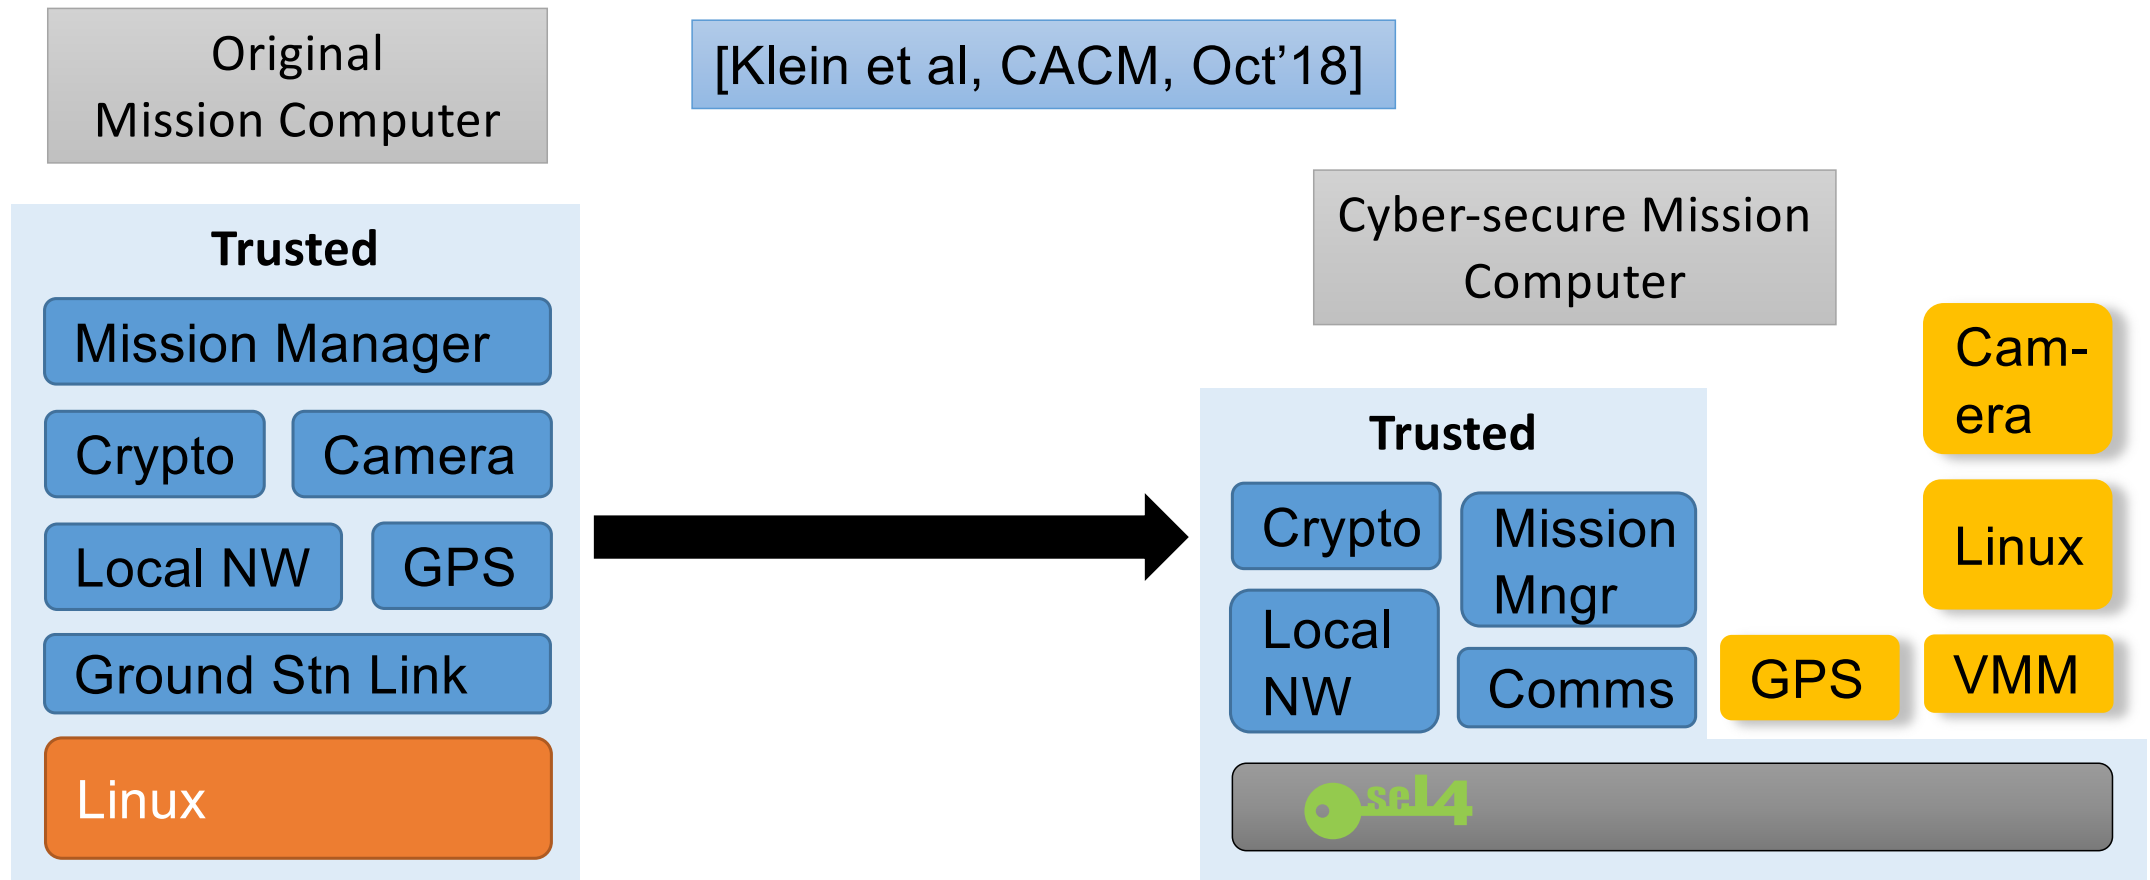 Original
Mission Computer
[Klein et al, CACM, Oct’18]
Cyber-secure Mission
Computer
Trusted
Mission Manager
Crypto
Camera
Local NW
GPS
Ground Stn Link
Linux
Trusted
Crypto
Mission
Mngr
Local
NW
Comms
GPS
Cam-
era
Linux
VMM
seL4